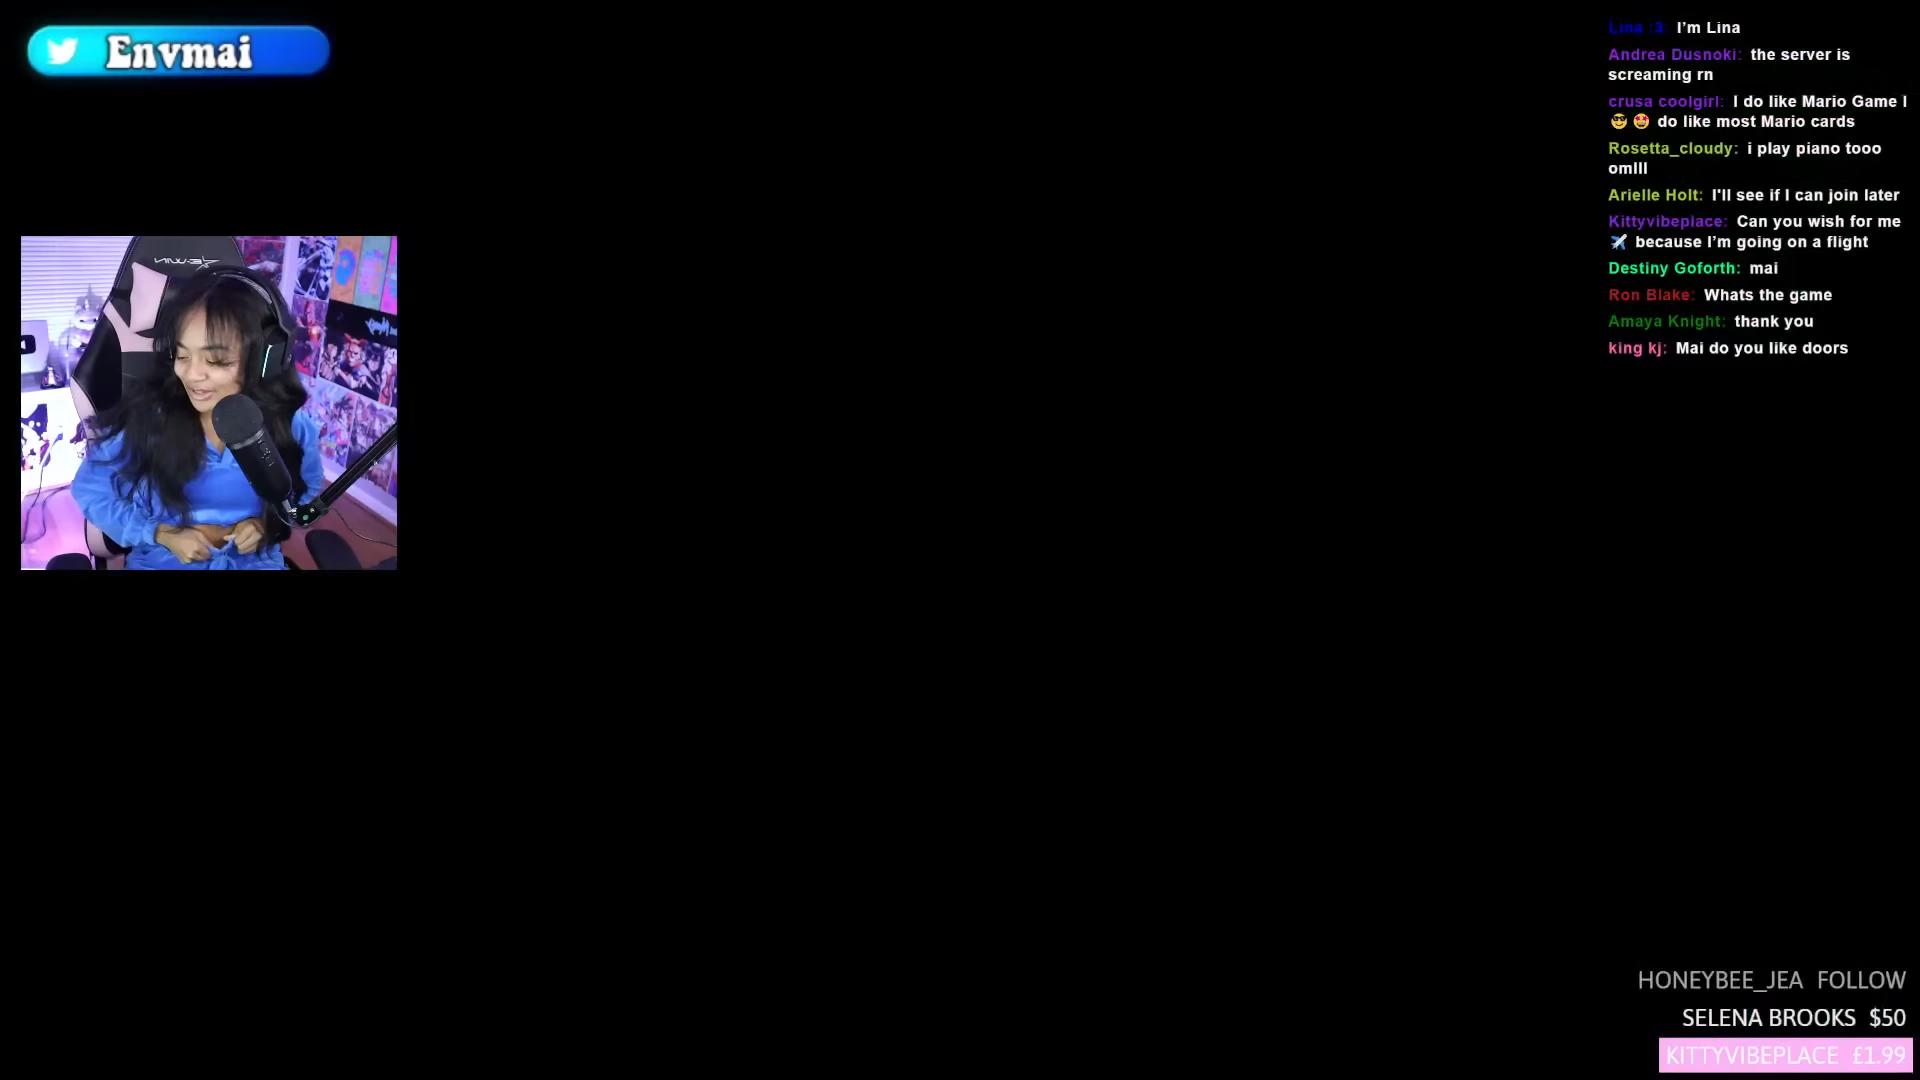 Envmai
Lina :3 I’m Lina
Andrea Dusnoki: the server is
screaming rn
crusa coolgirl: I do like Mario Game I
😎 🤩 do like most Mario cards
Rosetta_cloudy: i play piano tooo
omlll
Arielle Holt: I'll see if I can join later
Kittyvibeplace: Can you wish for me
✈️ because I’m going on a flight
Destiny Goforth: mai
Ron Blake: Whats the game
Amaya Knight: thank you
king kj: Mai do you like doors
HONEYBEE_JEA FOLLOW
SELENA BROOKS $50
KITTYVIBEPLACE £1.99